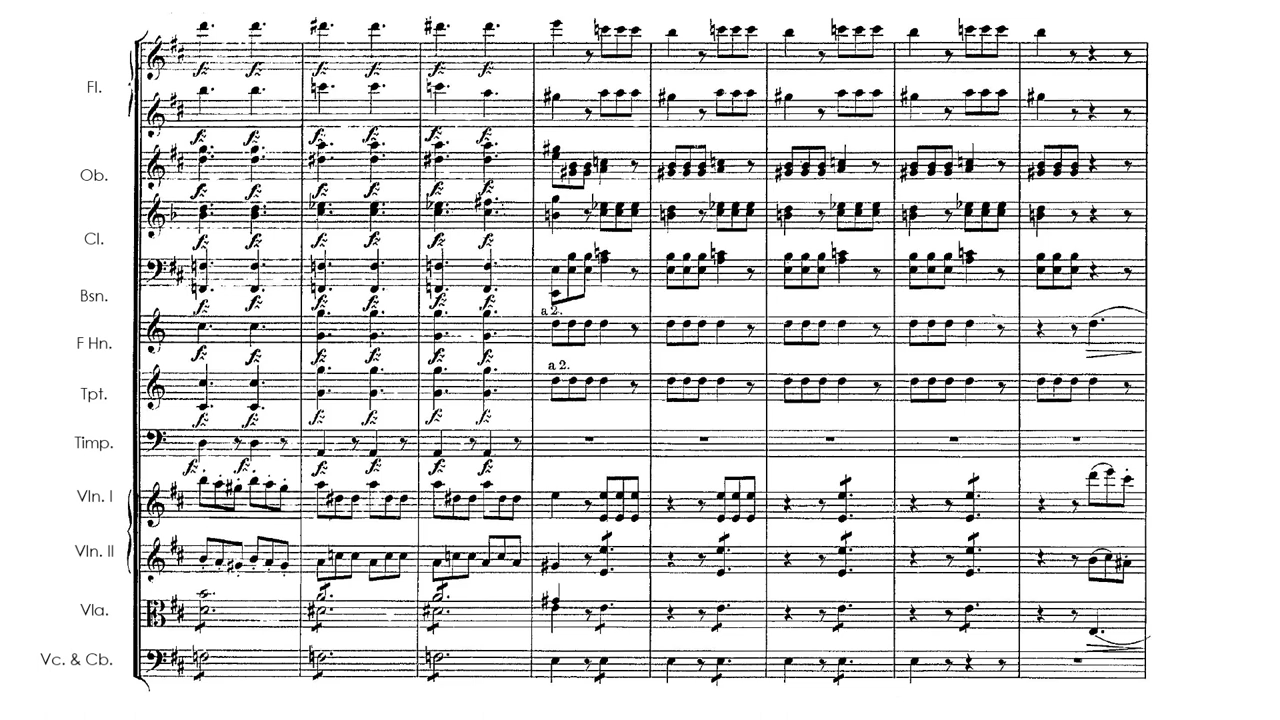 Fl.
Ob.
Cl.
Bsn.
a 2.
F Hn.
a 2.
Tpt.
Timp.
Vln. I
Vln. II
Vla.
Vc. & Cb.